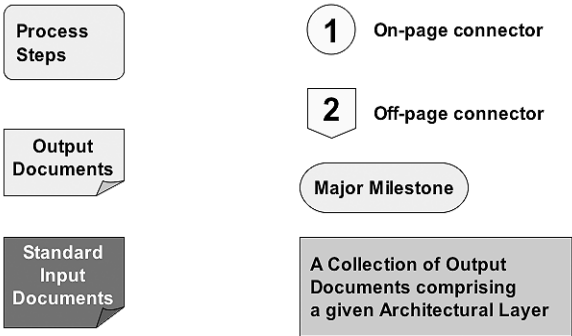 Process
Steps
1
On-page connector
2
Off-page connector
Output
Documents
Major Milestone
Standard
Input
Documents
A Collection of Output
Documents comprising
a given Architectural Layer